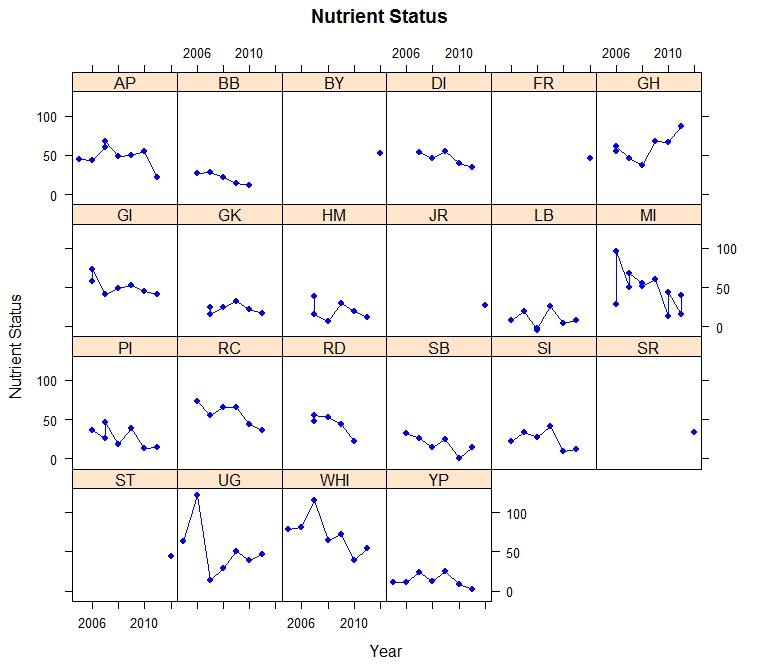 Nutrient Status
2006 2010 2006 2010 2006 2010
AP BB BY DI FR GH
100
50
0
GI GK HM JR LB MI
100
50
0
PI RC RD SB SI SR
100
50
0
ST UG WHI YP
100
50
0
2006 2010 2006 2010
Nutrient Status
Year